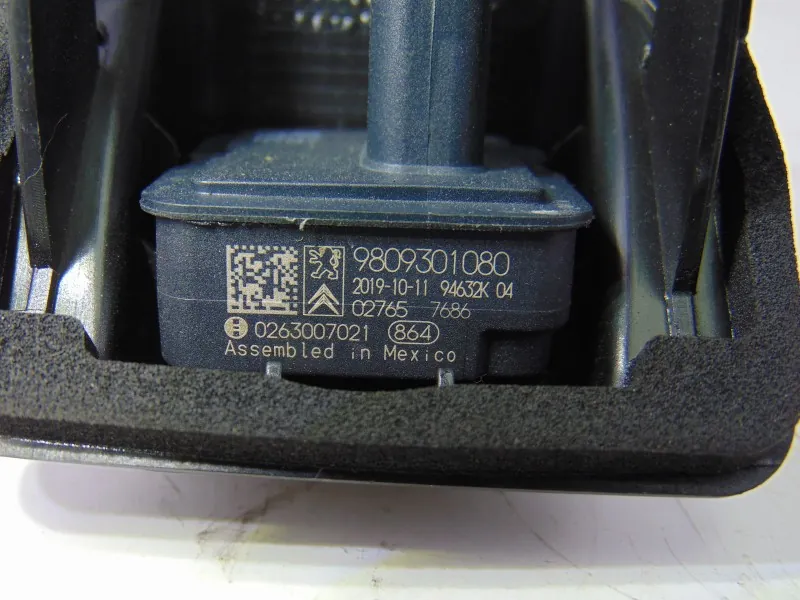 9809301080
2019-10-11 94632K 04
02765 7686
0263007021 864
Assembled in Mexico